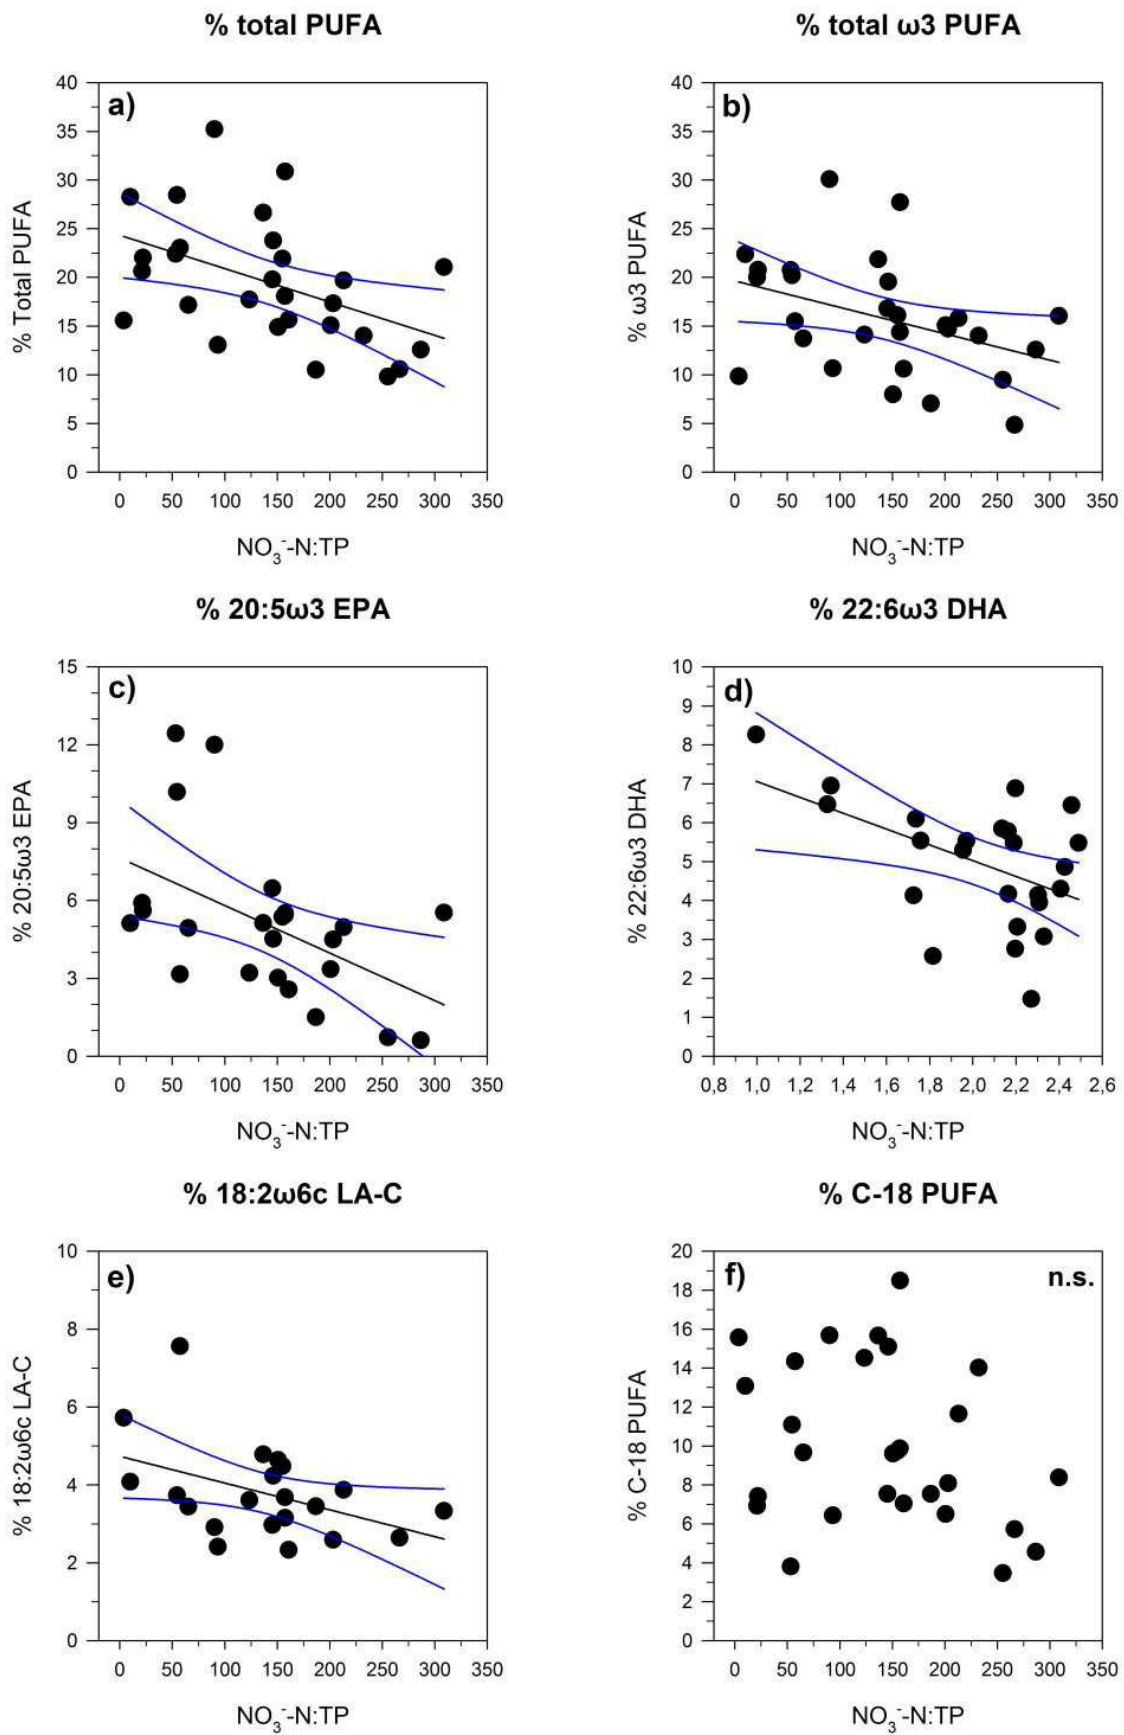 % total PUFA
% total ω3 PUFA
a)
% Total PUFA
40
35
30
25
20
15
10
5
0
0 50 100 150 200 250 300 350
NO3⁻-N:TP
b)
% ω3 PUFA
40
35
30
25
20
15
10
5
0
0 50 100 150 200 250 300 350
NO3⁻-N:TP
% 20:5ω3 EPA
% 22:6ω3 DHA
c)
% 20:5ω3 EPA
15
12
9
6
3
0
0 50 100 150 200 250 300 350
NO3⁻-N:TP
d)
% 22:6ω3 DHA
10
9
8
7
6
5
4
3
2
1
0
0,8 1,0 1,2 1,4 1,6 1,8 2,0 2,2 2,4 2,6
NO3⁻-N:TP
% 18:2ω6c LA-C
% C-18 PUFA
e)
% 18:2ω6c LA-C
10
8
6
4
2
0
0 50 100 150 200 250 300 350
NO3⁻-N:TP
f)
n.s.
% C-18 PUFA
20
18
16
14
12
10
8
6
4
2
0
0 50 100 150 200 250 300 350
NO3⁻-N:TP